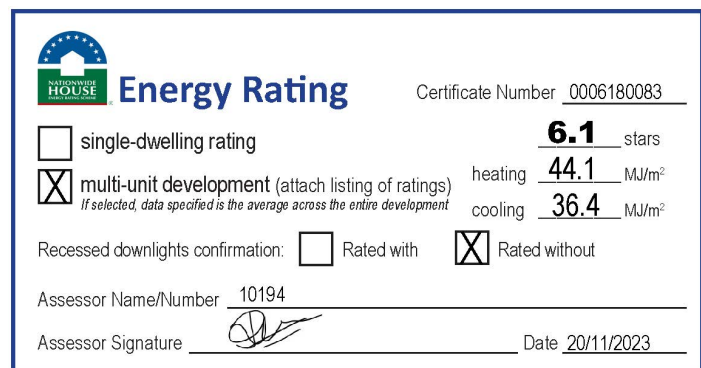 NATIONWIDE
HOUSE
ENERGY RATING SCHEME
®
Energy Rating
Certificate Number 0006180083
single-dwelling rating
6.1 stars
multi-unit development (attach listing of ratings)
If selected, data specified is the average across the entire development
heating 44.1 MJ/m²
cooling 36.4 MJ/m²
Recessed downlights confirmation: Rated with X Rated without
Assessor Name/Number 10194
Assessor Signature
Date 20/11/2023